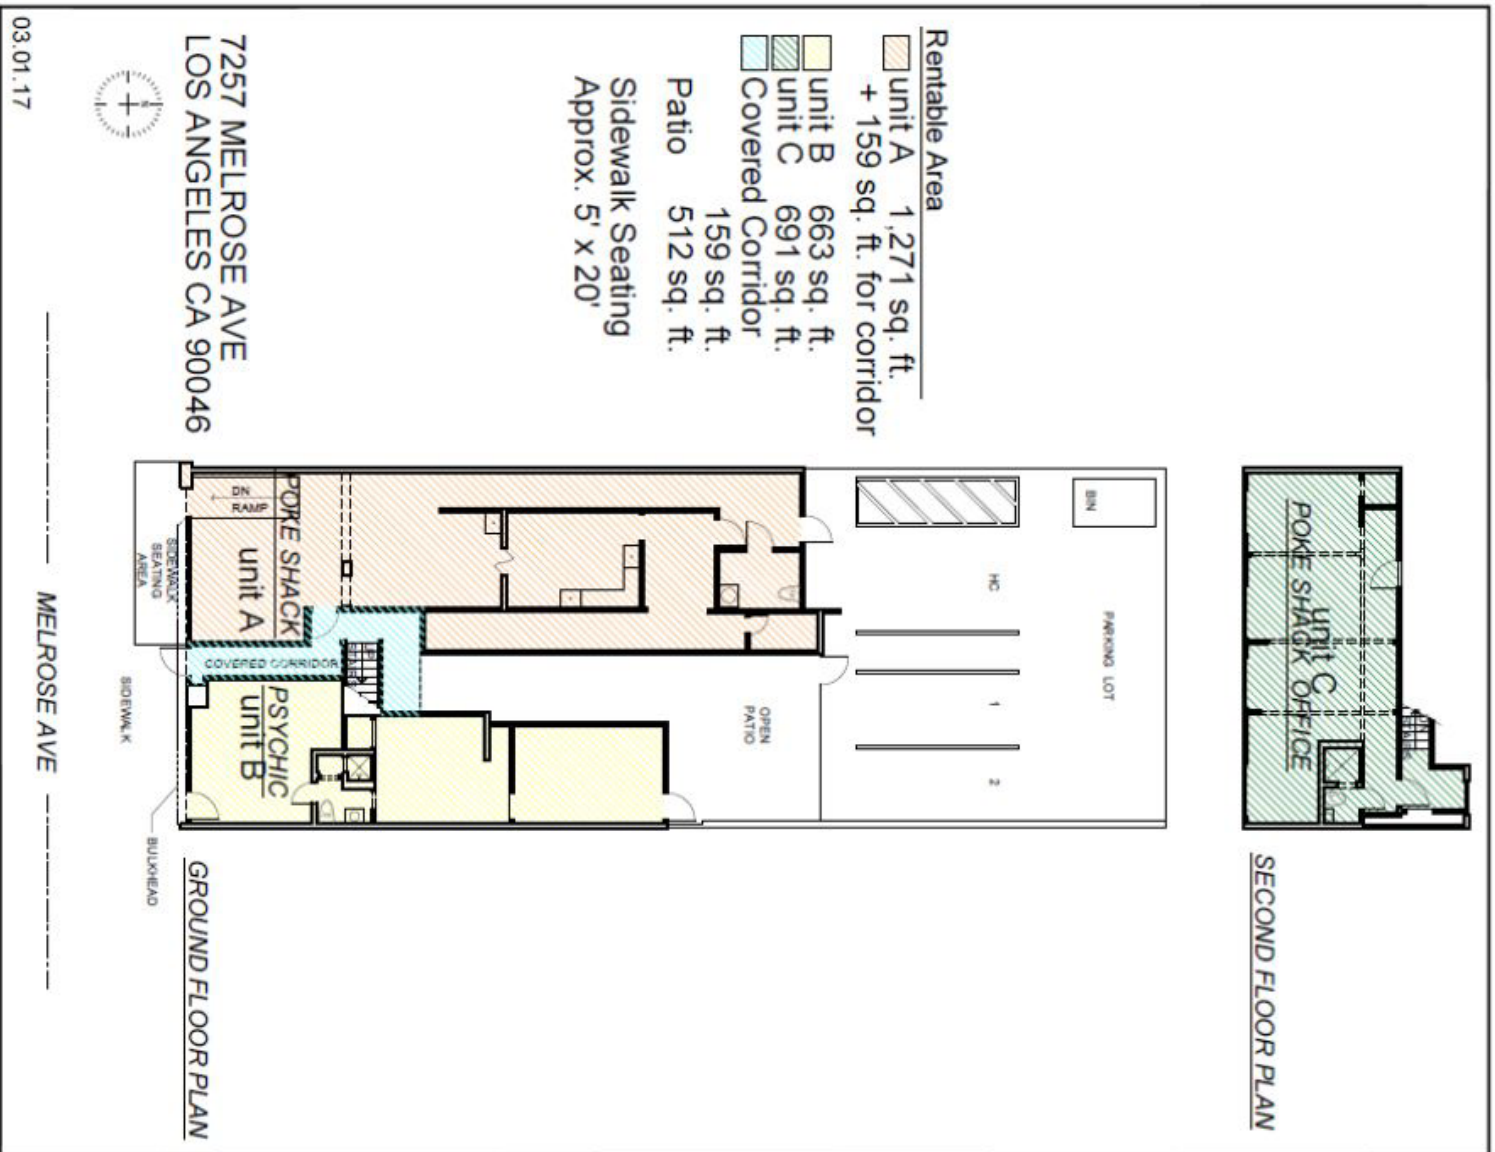 Rentable Area
unit A 1,271 sq. ft.
+ 159 sq. ft. for corridor
unit B 663 sq. ft.
unit C 691 sq. ft.
Covered Corridor
159 sq. ft.
Patio 512 sq. ft.
Sidewalk Seating
Approx. 5' x 20'
7257 MELROSE AVE
LOS ANGELES CA 90046
N
03.01.17
POKE SHACK OFFICE
unit C
DN
STAIRS
SECOND FLOOR PLAN
BIN
PARKING LOT
HC
1
2
OPEN
PATIO
POKE SHACK
unit A
DN
RAMP
UP
STAIRS
COVERED CORRIDOR
PSYCHIC
unit B
SIDEWALK
SEATING
AREA
SIDEWALK
BULKHEAD
GROUND FLOOR PLAN
MELROSE AVE